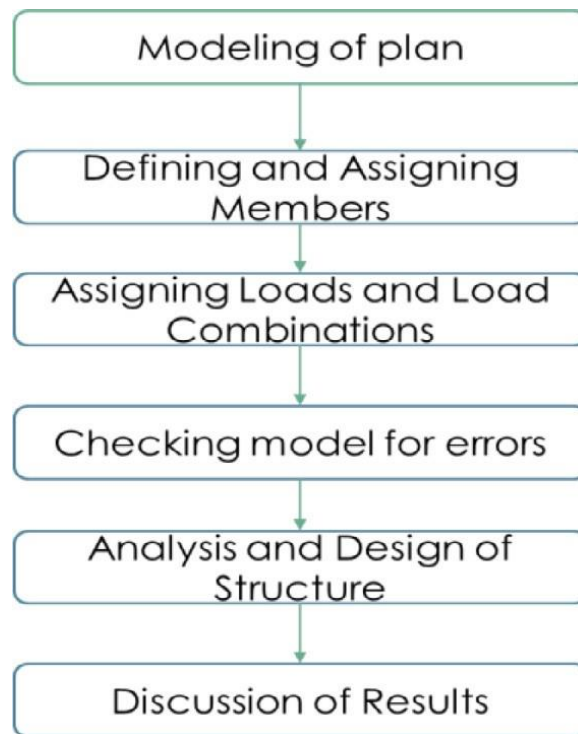 Modeling of plan
Defining and Assigning
Members
Assigning Loads and Load
Combinations
Checking model for errors
Analysis and Design of
Structure
Discussion of Results